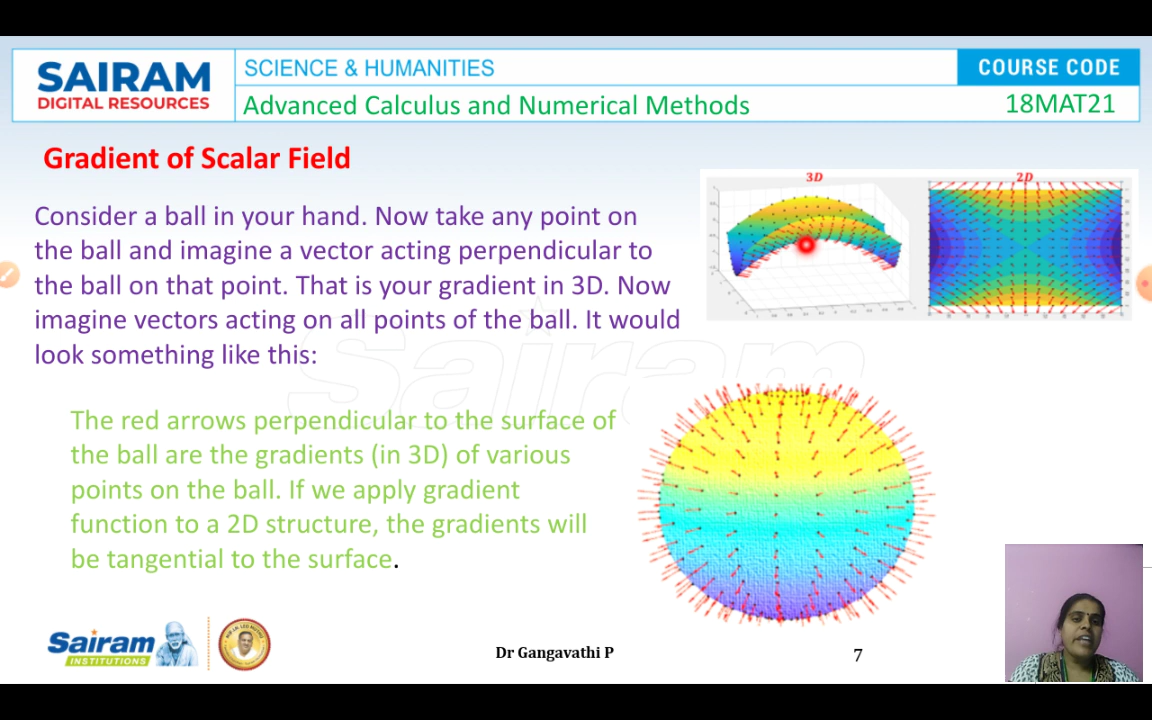 SAIRAM
DIGITAL RESOURCES
SCIENCE & HUMANITIES
COURSE CODE
Advanced Calculus and Numerical Methods
18MAT21
Gradient of Scalar Field
3D
2D
Consider a ball in your hand. Now take any point on
the ball and imagine a vector acting perpendicular to
the ball on that point. That is your gradient in 3D. Now
imagine vectors acting on all points of the ball. It would
look something like this:
Sairam
The red arrows perpendicular to the surface of
the ball are the gradients (in 3D) of various
points on the ball. If we apply gradient
function to a 2D structure, the gradients will
be tangential to the surface.
Sairam
INSTITUTIONS
Dr Gangavathi P
7